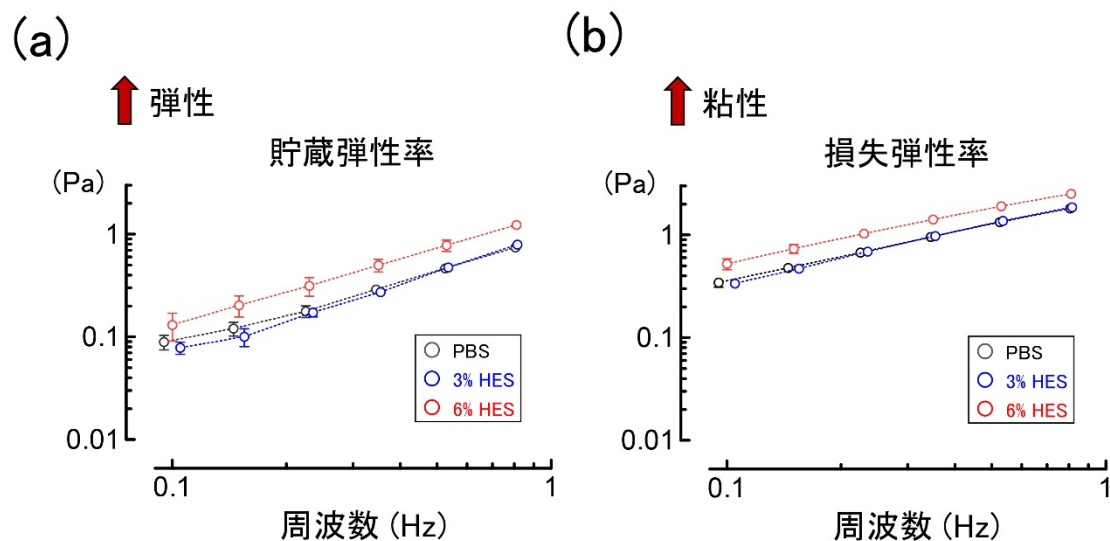 (a)
弾性
貯蔵弾性率
(Pa)
1
0.1
0.01
PBS
3% HES
6% HES
0.1
1
周波数 (Hz)
(b)
粘性
損失弾性率
(Pa)
1
0.1
0.01
PBS
3% HES
6% HES
0.1
1
周波数 (Hz)